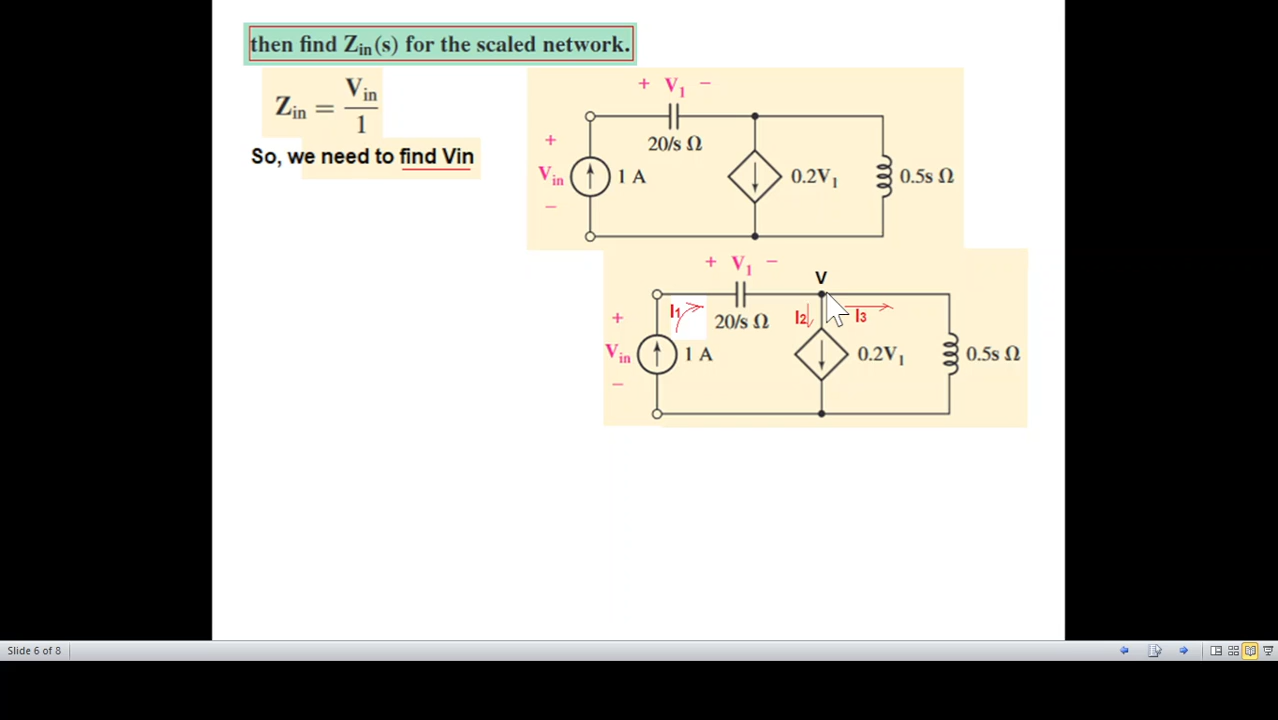 then find Zin(s) for the scaled network.
Zin = Vin / 1
So, we need to find Vin
+ V1 −
20/s Ω
+
Vin
−
1 A
0.2V1
0.5s Ω
+ V1 −
V
I1
20/s Ω
I2
I3
+
Vin
−
1 A
0.2V1
0.5s Ω
Slide 6 of 8